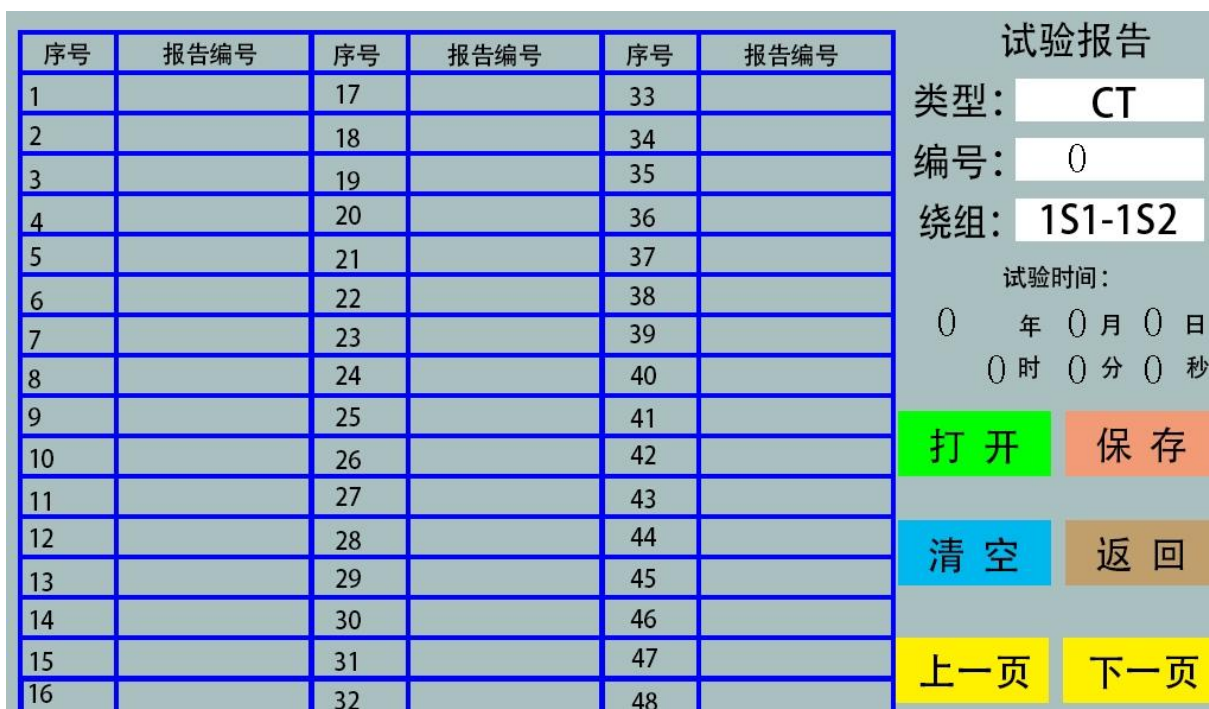 序号 报告编号 序号 报告编号 序号 报告编号
1 17 33
2 18 34
3 19 35
4 20 36
5 21 37
6 22 38
7 23 39
8 24 40
9 25 41
10 26 42
11 27 43
12 28 44
13 29 45
14 30 46
15 31 47
16 32 48
试验报告
类型： CT
编号： 0
绕组： 1S1-1S2
试验时间：
0 年 0 月 0 日
0 时 0 分 0 秒
打 开 保 存
清 空 返 回
上一页 下一页